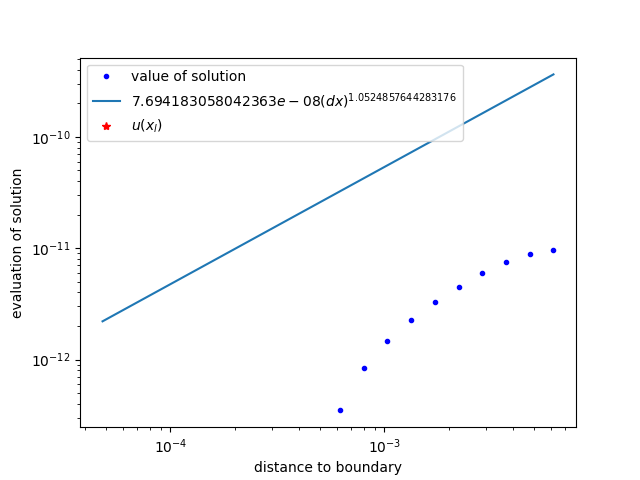 value of solution
7.694183058042363e − 08(dx)^1.0524857644283176
u(x_l)
evaluation of solution
10^−10
10^−11
10^−12
10^−4
10^−3
distance to boundary